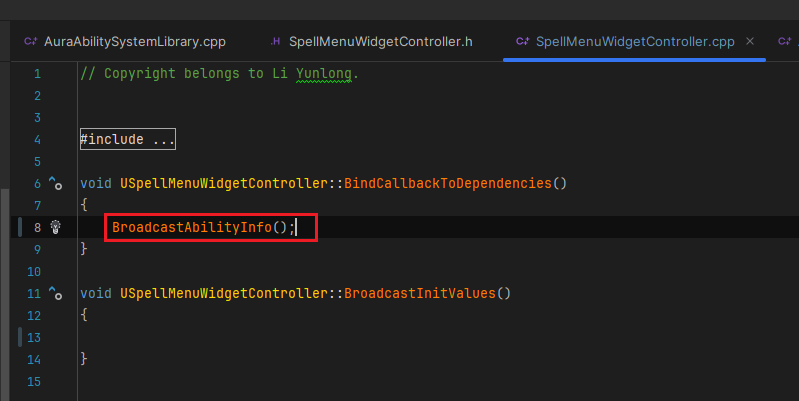 AuraAbilitySystemLibrary.cpp SpellMenuWidgetController.h SpellMenuWidgetController.cpp
1 // Copyright belongs to Li Yunlong.
2
3
4 #include ...
5
6 void USpellMenuWidgetController::BindCallbackToDependencies()
7 {
8 BroadcastAbilityInfo();
9 }
10
11 void USpellMenuWidgetController::BroadcastInitValues()
12 {
13
14 }
15